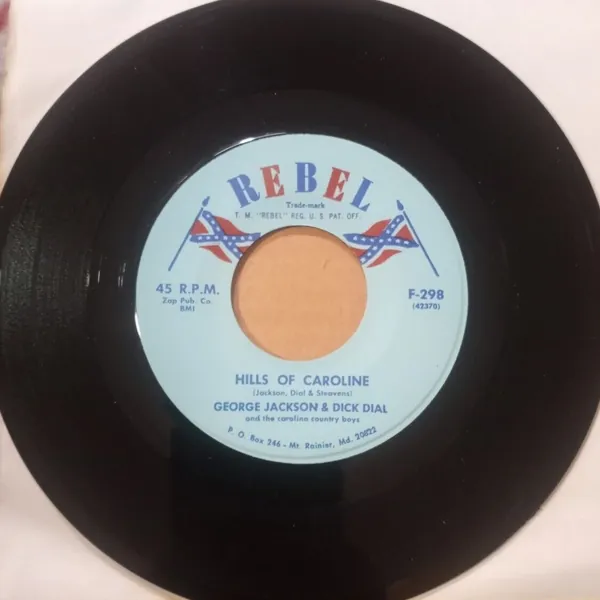 REBEL
Trade-mark
T. M. "REBEL" REG. U. S. PAT. OFF.
45 R.P.M.
Zap Pub. Co.
BMI
F-298
(42370)
HILLS OF CAROLINE
(Jackson, Dial & Steavens)
GEORGE JACKSON & DICK DIAL
and the carolina country boys
P. O. Box 246 - Mt. Rainier, Md. 20822